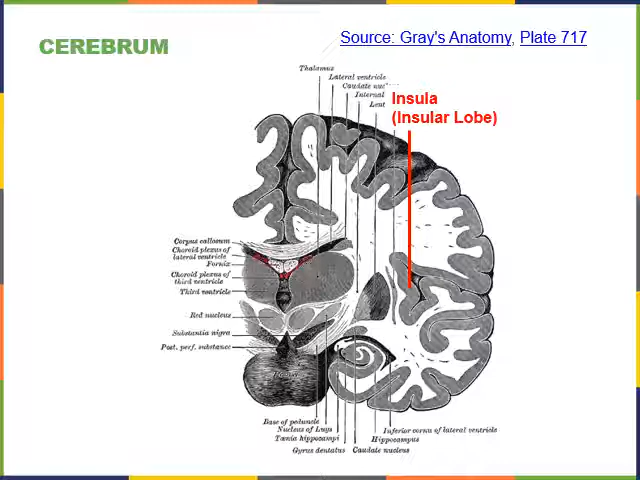 CEREBRUM
Source: Gray's Anatomy, Plate 717
Thalamus
Lateral ventricle
Caudate
Internal
Insula
(Insular Lobe)
Corpus callosum
Choroid plexus of
lateral ventricle
Fornix
Choroid plexus of
third ventricle
Third ventricle
Red nucleus
Substantia nigra
Post. perf. substance
Base of peduncle
Nucleus of Luys
Tænia hippocampi
Gyrus dentatus
Caudate nucleus
Hippocampus
Inferior cornu of lateral ventricle